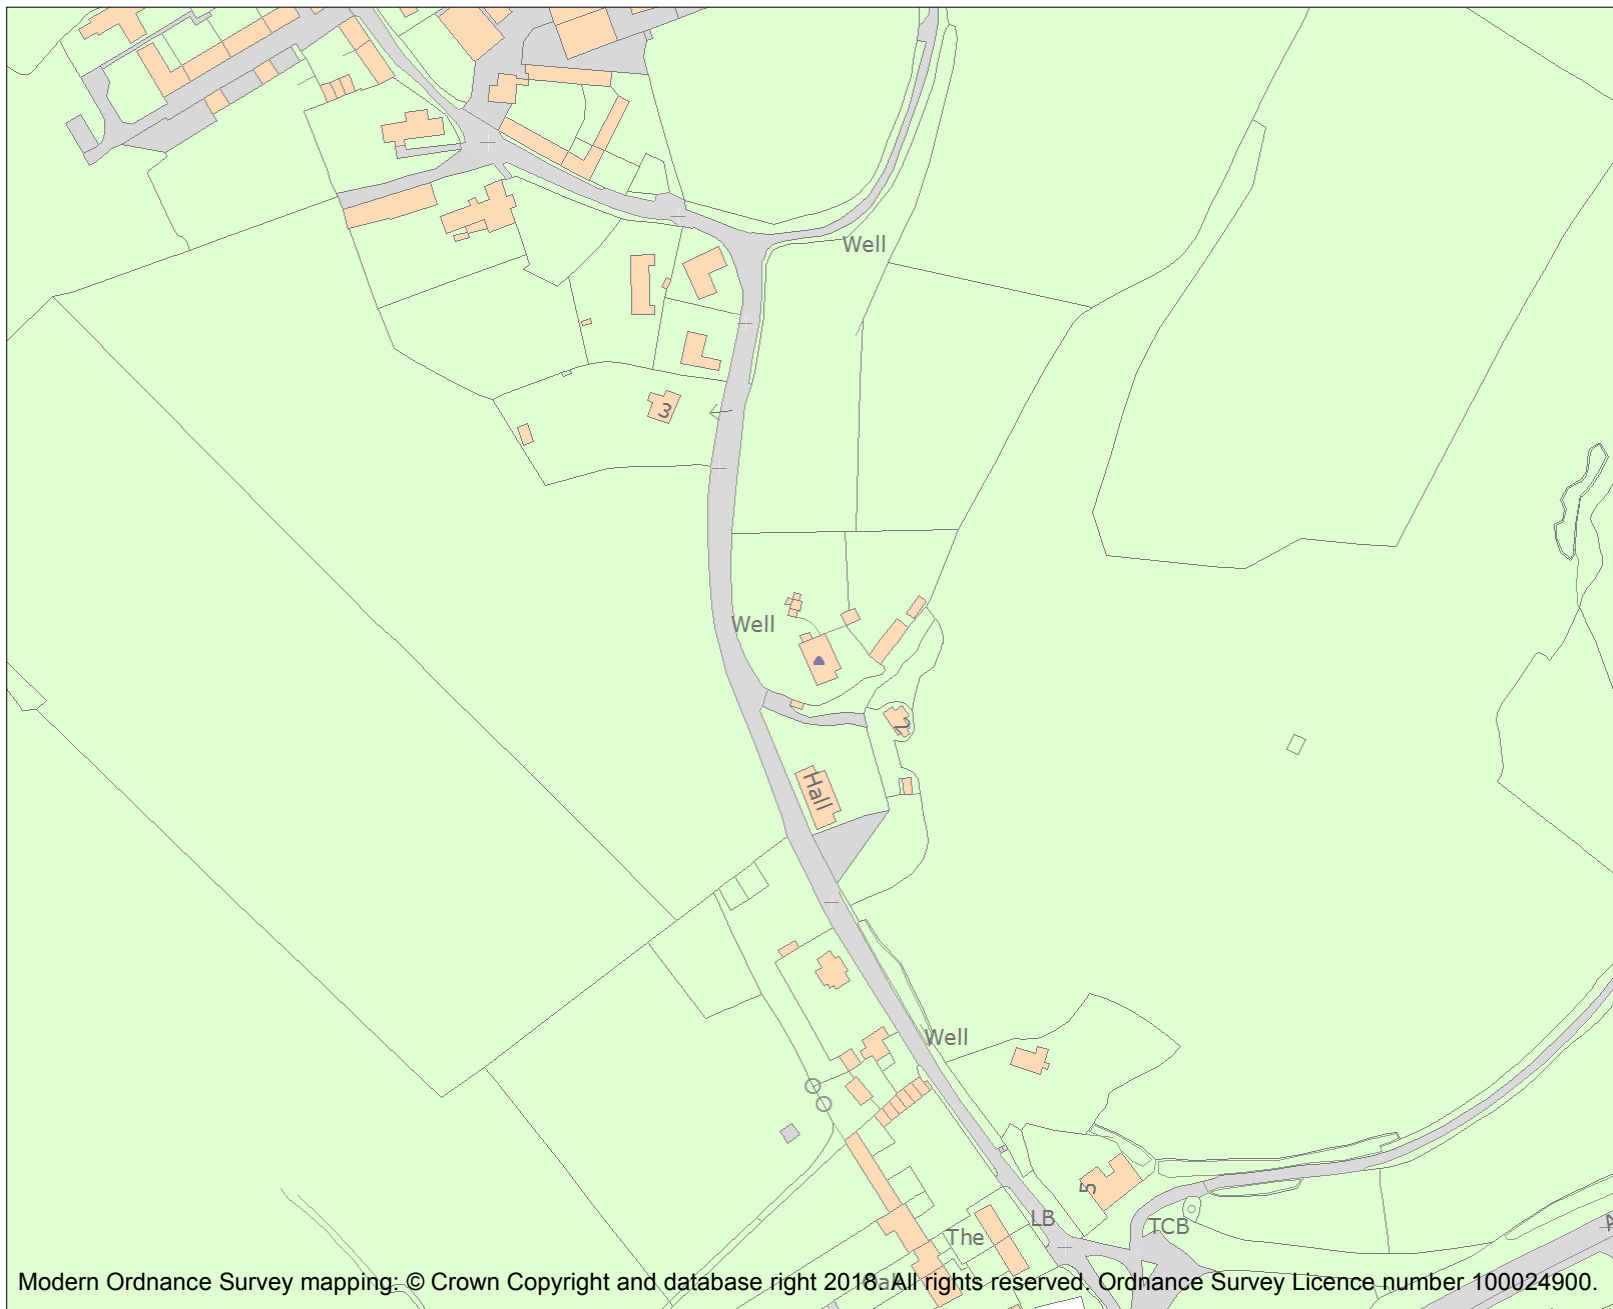 Well
3
Well
2
Hall
Well
5
LB
TCB
The
Modern Ordnance Survey mapping: © Crown Copyright and database right 2018. All rights reserved. Ordnance Survey Licence number 100024900.